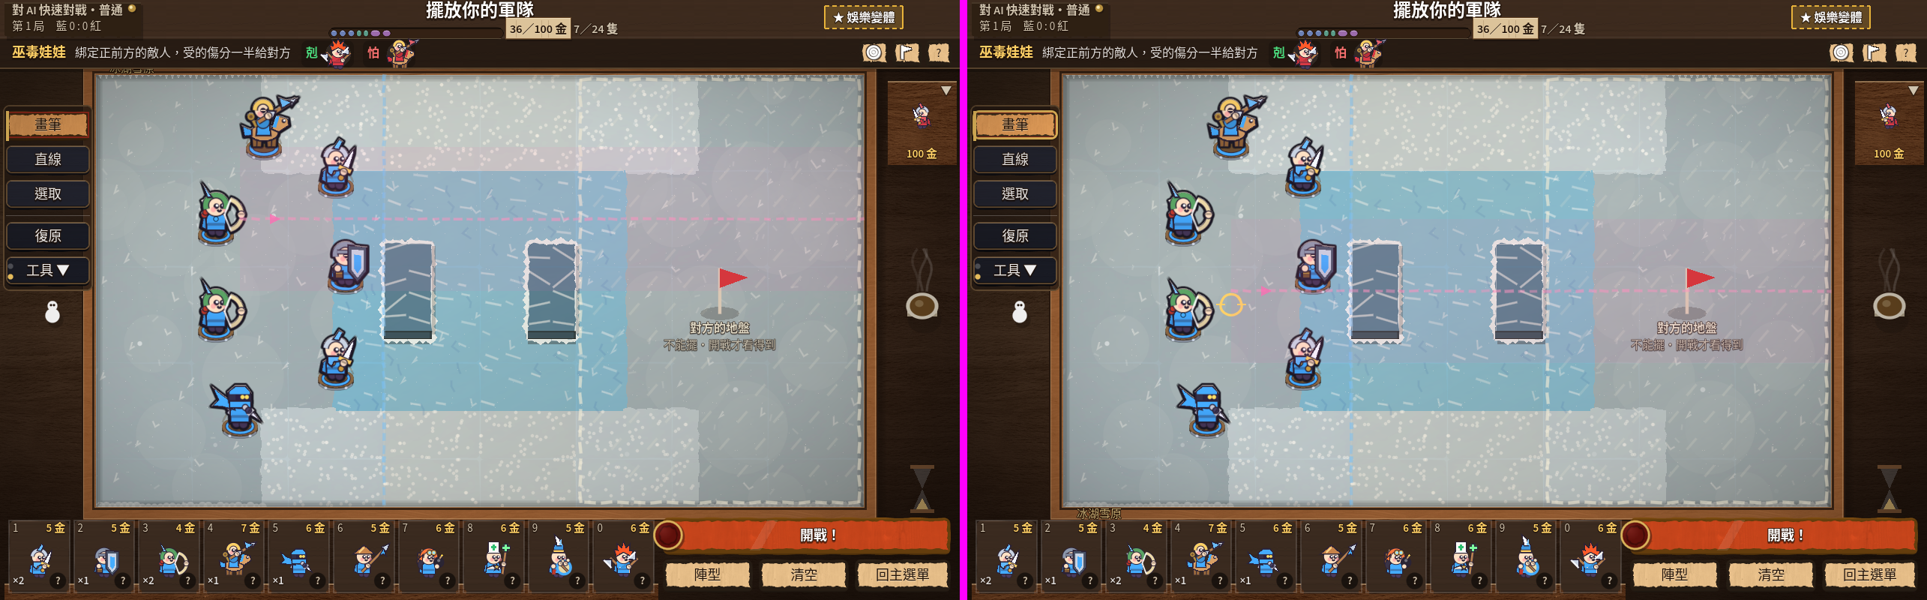 對 AI 快速對戰・普通
第1局 藍0:0紅
擺放你的軍隊
36/100 金 7/24 隻
★ 娛樂變體
巫毒娃娃 綁定正前方的敵人，受的傷分一半給對方 剋 怕
?
畫筆
直線
選取
復原
工具▼
100 金
對方的地盤
不能擺・開戰才看得到
1 5金 2 5金 3 4金 4 7金 5 6金 6 5金 7 6金 8 6金 9 5金 0 6金
×2 ? ×1 ? ×2 ? ×1 ? ×1 ? ? ? ? ? ?
開戰！
陣型 清空 回主選單
對 AI 快速對戰・普通
第1局 藍0:0紅
擺放你的軍隊
36/100 金 7/24 隻
★ 娛樂變體
巫毒娃娃 綁定正前方的敵人，受的傷分一半給對方 剋 怕
?
畫筆
直線
選取
復原
工具▼
100 金
對方的地盤
不能擺・開戰才看得到
冰湖雪原
1 5金 2 5金 3 4金 4 7金 5 6金 6 5金 7 6金 8 6金 9 5金 0 6金
×2 ? ×1 ? ×2 ? ×1 ? ×1 ? ? ? ? ? ?
開戰！
陣型 清空 回主選單